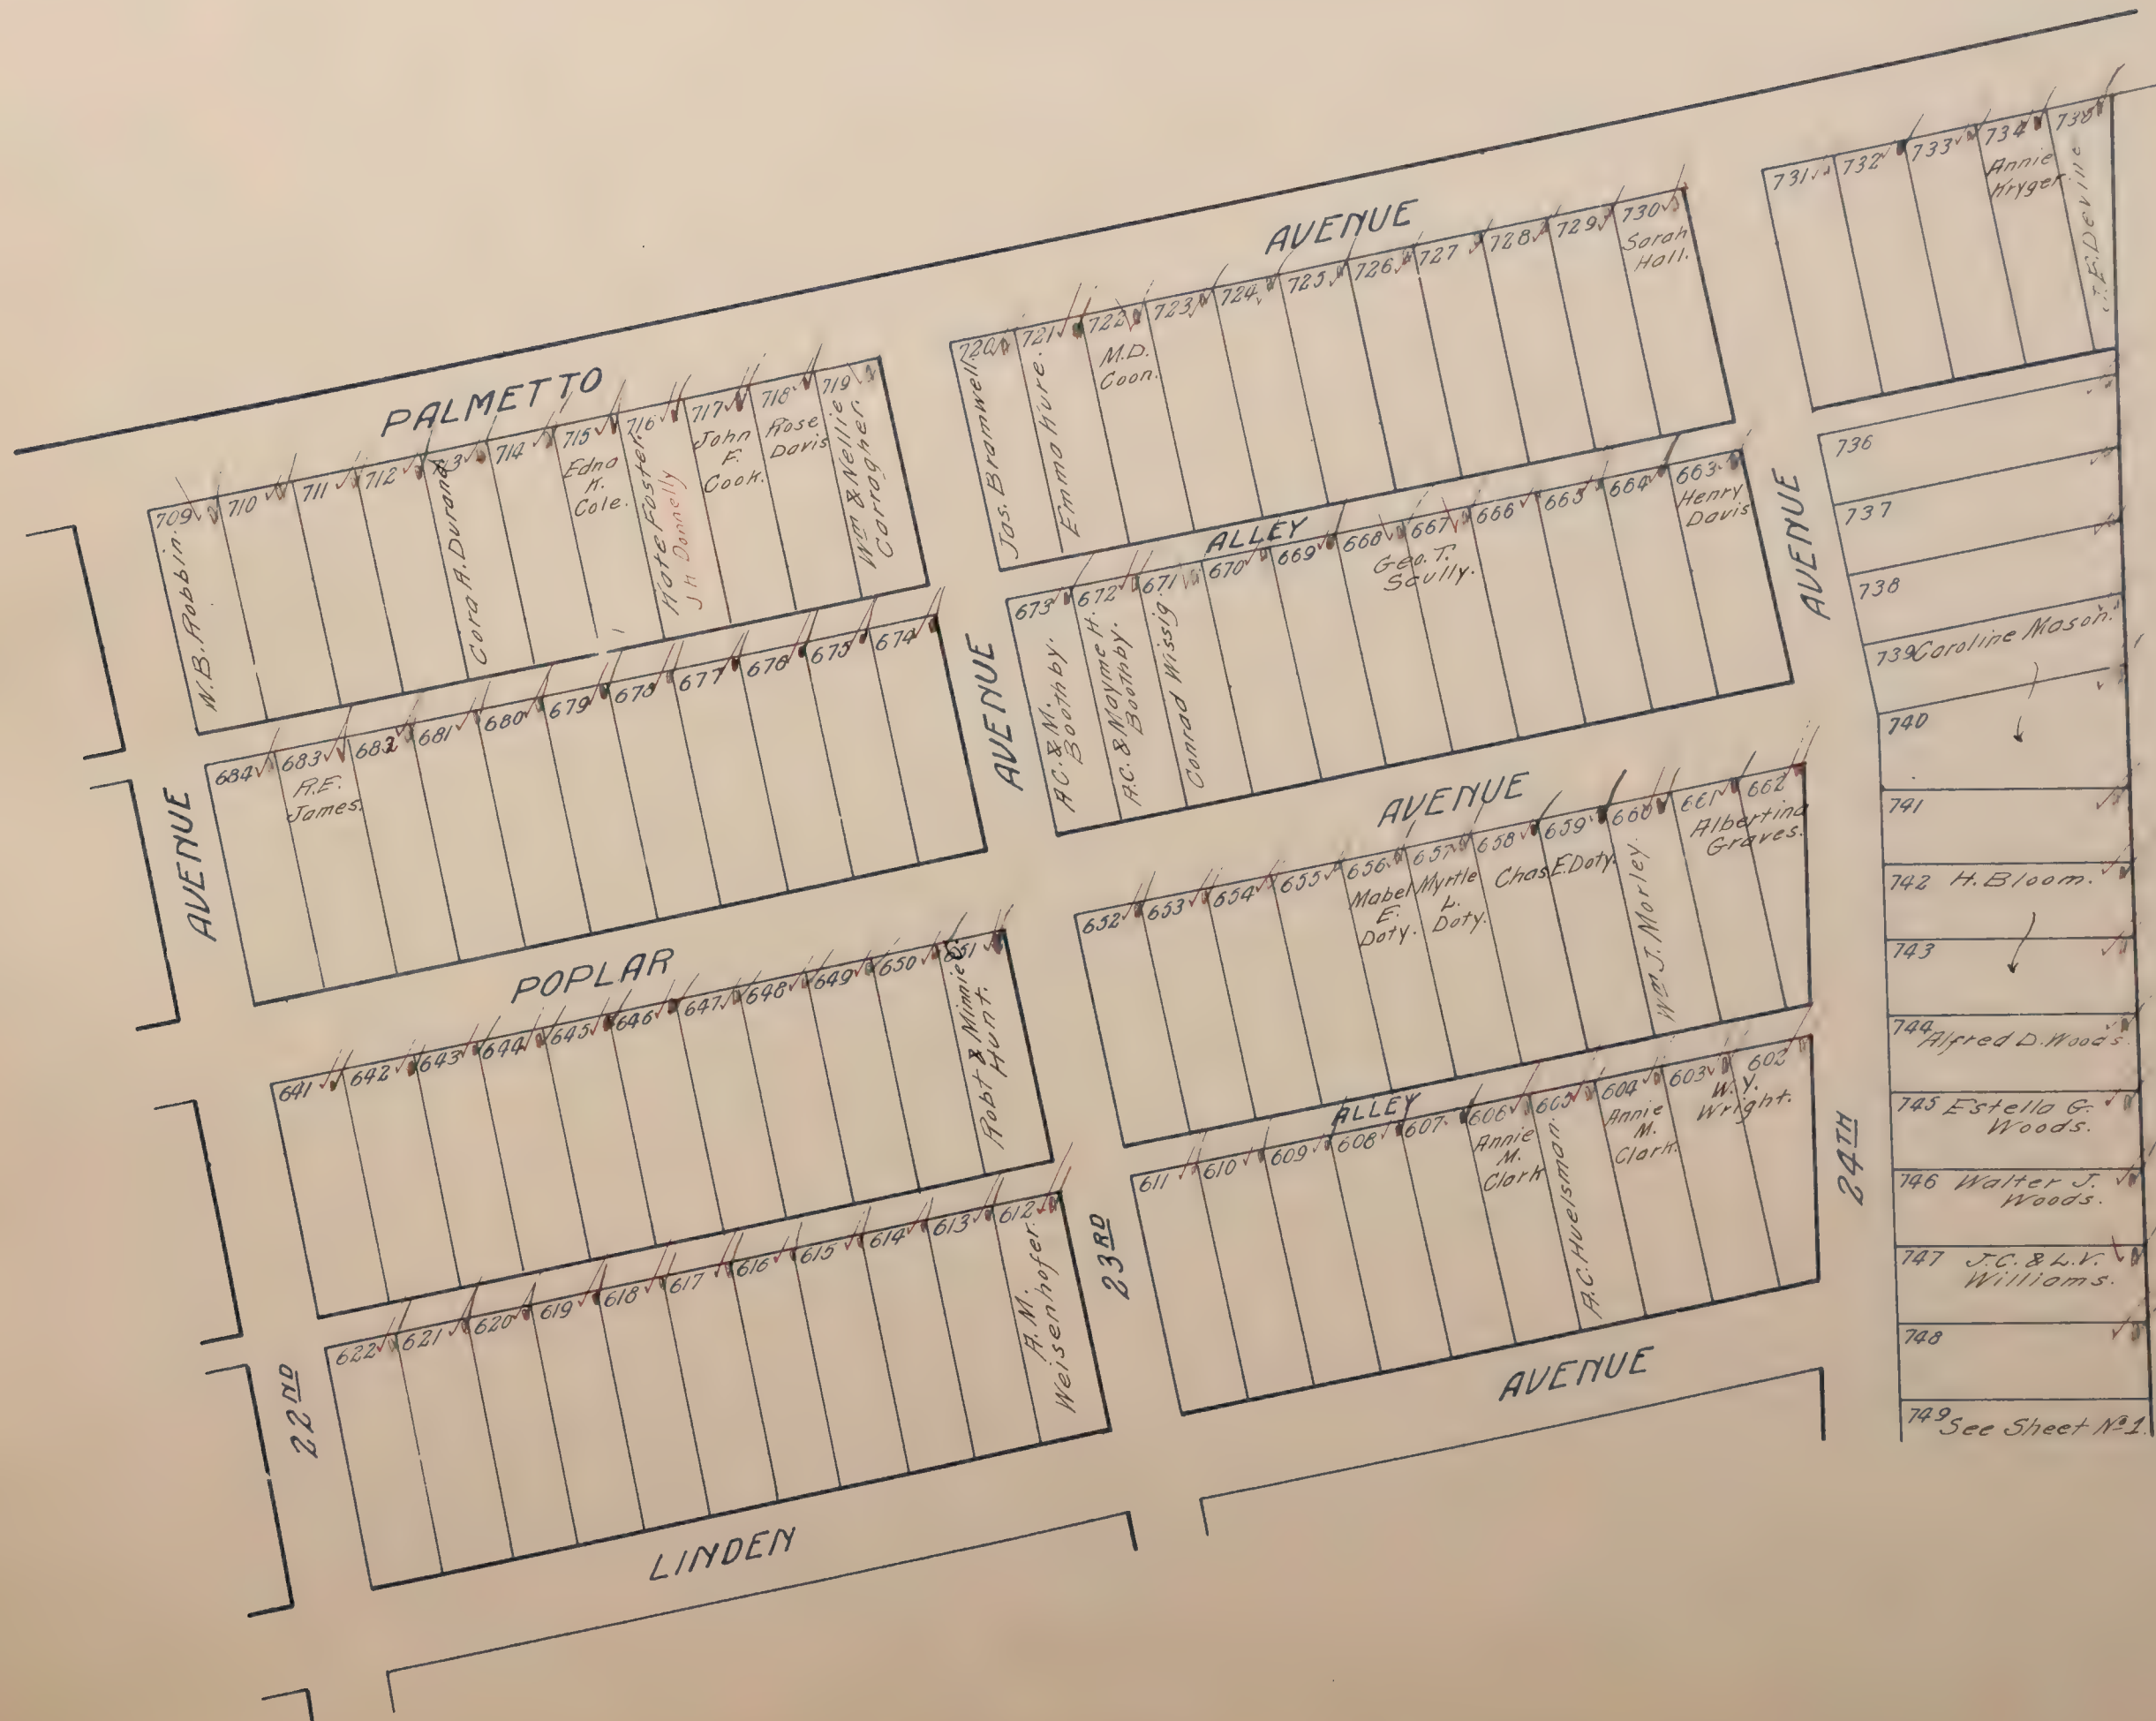 PALMETTO AVENUE
731
732
733
734
Annie
Kryger.
735
J.E. Devine
720
Jas. Bramwell.
721
Emma Kure.
722
M.D.
Coon.
723
724
725
726
727
728
729
730
Sarah
Hall.
709
W.B. Robbin.
710
711
712
713
Cora A. Durand
714
715
Edna
K.
Cole.
716
Kate Foster.
J H Donnelly
717
John
F.
Cook.
718
Rose
Davis
719
Wm & Nellie
Carragher.
ALLEY
684
683
R.E.
James.
682
681
680
679
678
677
676
675
674
673
A.C. & M.
Boothby.
672
A.C. & Mayme H.
Boothby.
671
Conrad Wissig.
670
669
668
667
Geo. T.
Scully.
666
665
664
663
Henry
Davis
AVENUE
AVENUE
AVENUE
POPLAR AVENUE
641
642
643
644
645
646
647
648
649
650
651
Robt & Minnie
Hunt.
652
653
654
655
656
Mabel
E.
Doty.
657
Myrtle
L.
Doty.
658
659
Chas E. Doty.
660
Wm J. Morley.
661
662
Albertina
Graves.
ALLEY
622
621
620
619
618
617
616
615
614
613
612
A. M.
Weisenhofer.
611
610
609
608
607
606
Annie
M.
Clark
605
A.C. Huelsman.
604
Annie
M.
Clark.
603
602
W. Y.
Wright.
22ND
23RD
24TH
LINDEN AVENUE
736
737
738
739 Caroline Mason.
740
741
742 H. Bloom.
743
744 Alfred D. Woods
745 Estella G.
Woods.
746 Walter J.
Woods.
747 J.C. & L.V.
Williams.
748
749 See Sheet No 1.